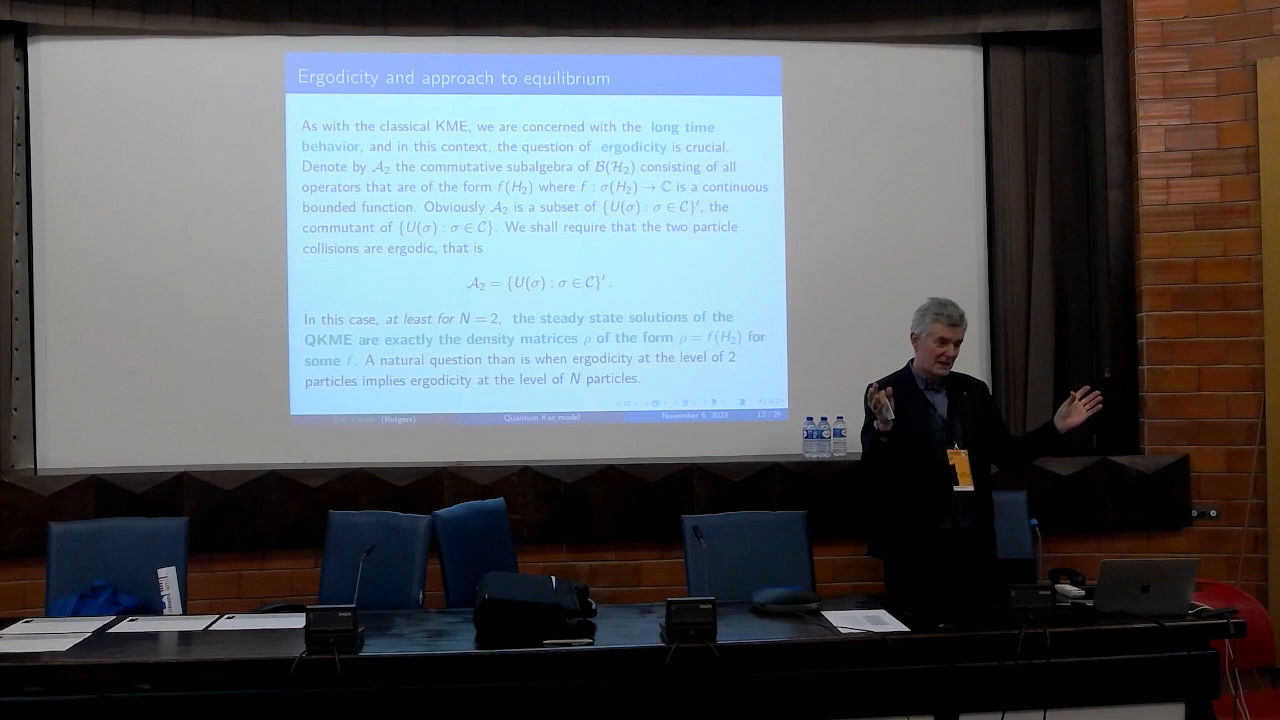 Ergodicity and approach to equilibrium
As with the classical KME, we are concerned with the long time
behavior, and in this context, the question of ergodicity is crucial.
Denote by 𝒜₂ the commutative subalgebra of ℬ(ℋ₂) consisting of all
operators that are of the form f(H₂) where f : σ(H₂) → ℂ is a continuous
bounded function. Obviously 𝒜₂ is a subset of {U(σ) : σ ∈ 𝒞}′, the
commutant of {U(σ) : σ ∈ 𝒞}. We shall require that the two particle
collisions are ergodic, that is
𝒜₂ = {U(σ) : σ ∈ 𝒞}′.
In this case, at least for N = 2, the steady state solutions of the
QKME are exactly the density matrices ρ of the form ρ = f(H₂) for
some f. A natural question than is when ergodicity at the level of 2
particles implies ergodicity at the level of N particles.
(Rutgers) Quantum Kac model November 6, 2023 12 / 26